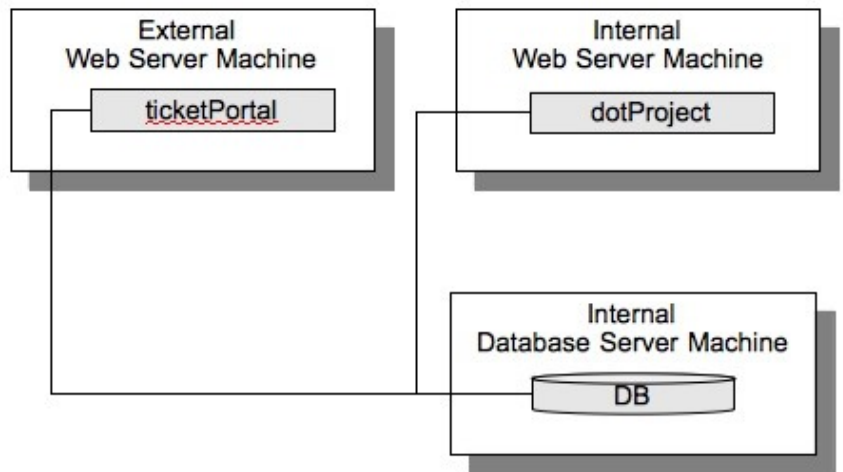 External
Web Server Machine
ticketPortal
Internal
Web Server Machine
dotProject
Internal
Database Server Machine
DB